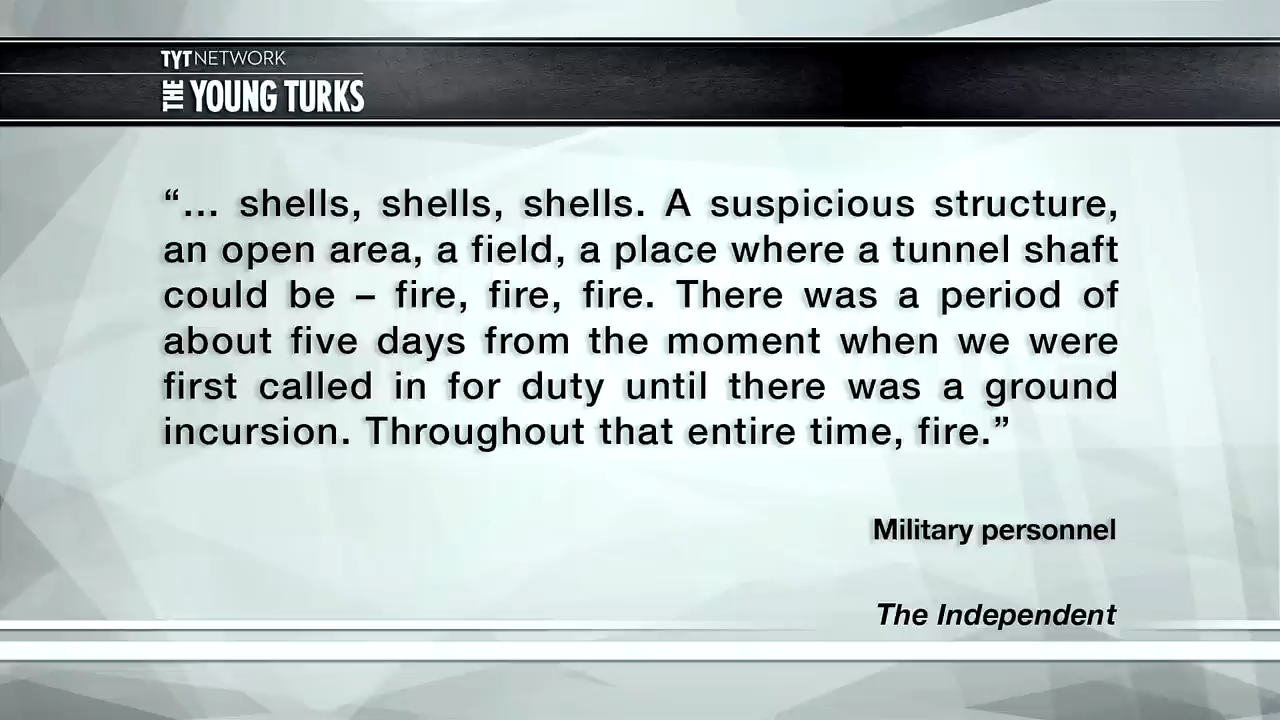 TYTNETWORK
THE YOUNG TURKS
“... shells, shells, shells. A suspicious structure,
an open area, a field, a place where a tunnel shaft
could be – fire, fire, fire. There was a period of
about five days from the moment when we were
first called in for duty until there was a ground
incursion. Throughout that entire time, fire.”
Military personnel
The Independent